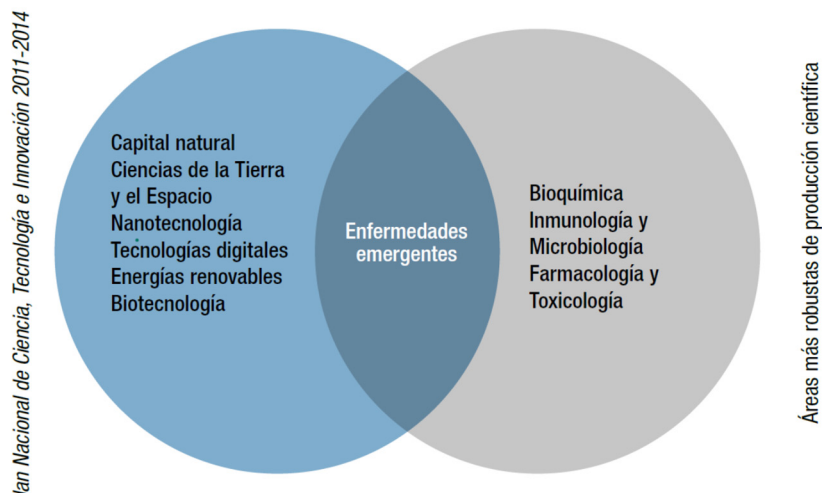 lan Nacional de Ciencia, Tecnología e Innovación 2011-2014
Capital natural
Ciencias de la Tierra
y el Espacio
Nanotecnología
Tecnologías digitales
Energías renovables
Biotecnología
Enfermedades
emergentes
Bioquímica
Inmunología y
Microbiología
Farmacología y
Toxicología
Áreas más robustas de producción científica